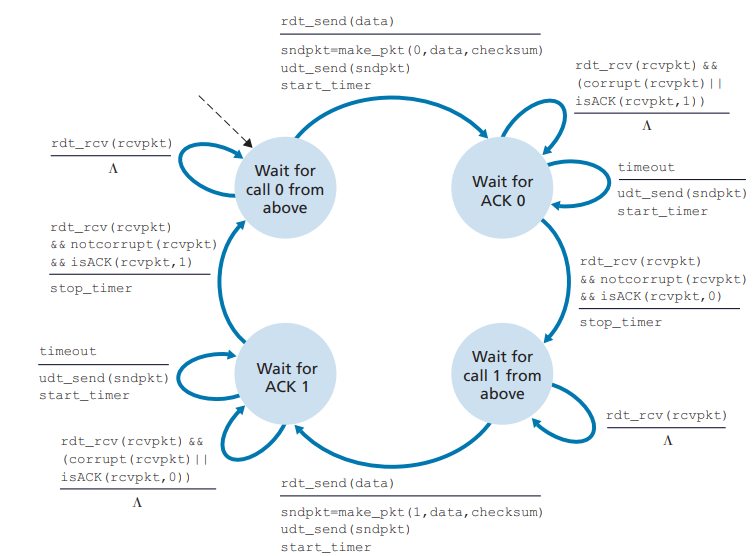 rdt_send(data)
sndpkt=make_pkt(0,data,checksum)
udt_send(sndpkt)
start_timer
rdt_rcv(rcvpkt) &&
(corrupt(rcvpkt)||
isACK(rcvpkt,1))
Λ
rdt_rcv(rcvpkt)
Λ
Wait for
call 0 from
above
Wait for
ACK 0
timeout
udt_send(sndpkt)
start_timer
rdt_rcv(rcvpkt)
&& notcorrupt(rcvpkt)
&& isACK(rcvpkt,1)
stop_timer
rdt_rcv(rcvpkt)
&& notcorrupt(rcvpkt)
&& isACK(rcvpkt,0)
stop_timer
timeout
udt_send(sndpkt)
start_timer
Wait for
ACK 1
Wait for
call 1 from
above
rdt_rcv(rcvpkt)
Λ
rdt_rcv(rcvpkt) &&
(corrupt(rcvpkt)||
isACK(rcvpkt,0))
Λ
rdt_send(data)
sndpkt=make_pkt(1,data,checksum)
udt_send(sndpkt)
start_timer